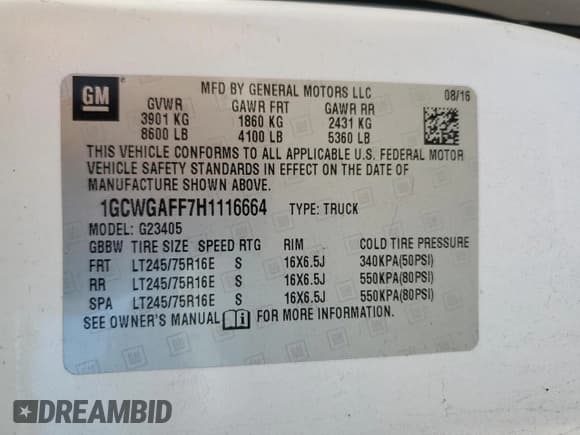 GM
MFD BY GENERAL MOTORS LLC
08/16
GVWR GAWR FRT GAWR RR
3901 KG 1860 KG 2431 KG
8600 LB 4100 LB 5360 LB
THIS VEHICLE CONFORMS TO ALL APPLICABLE U.S. FEDERAL MOTOR
VEHICLE SAFETY STANDARDS IN EFFECT ON THE DATE OF
MANUFACTURE SHOWN ABOVE.
1GCWGAFF7H1116664 TYPE: TRUCK
MODEL: G23405
GBBW TIRE SIZE SPEED RTG RIM COLD TIRE PRESSURE
FRT LT245/75R16E S 16X6.5J 340KPA(50PSI)
RR LT245/75R16E S 16X6.5J 550KPA(80PSI)
SPA LT245/75R16E S 16X6.5J 550KPA(80PSI)
SEE OWNER'S MANUAL i FOR MORE INFORMATION.
DREAMBID